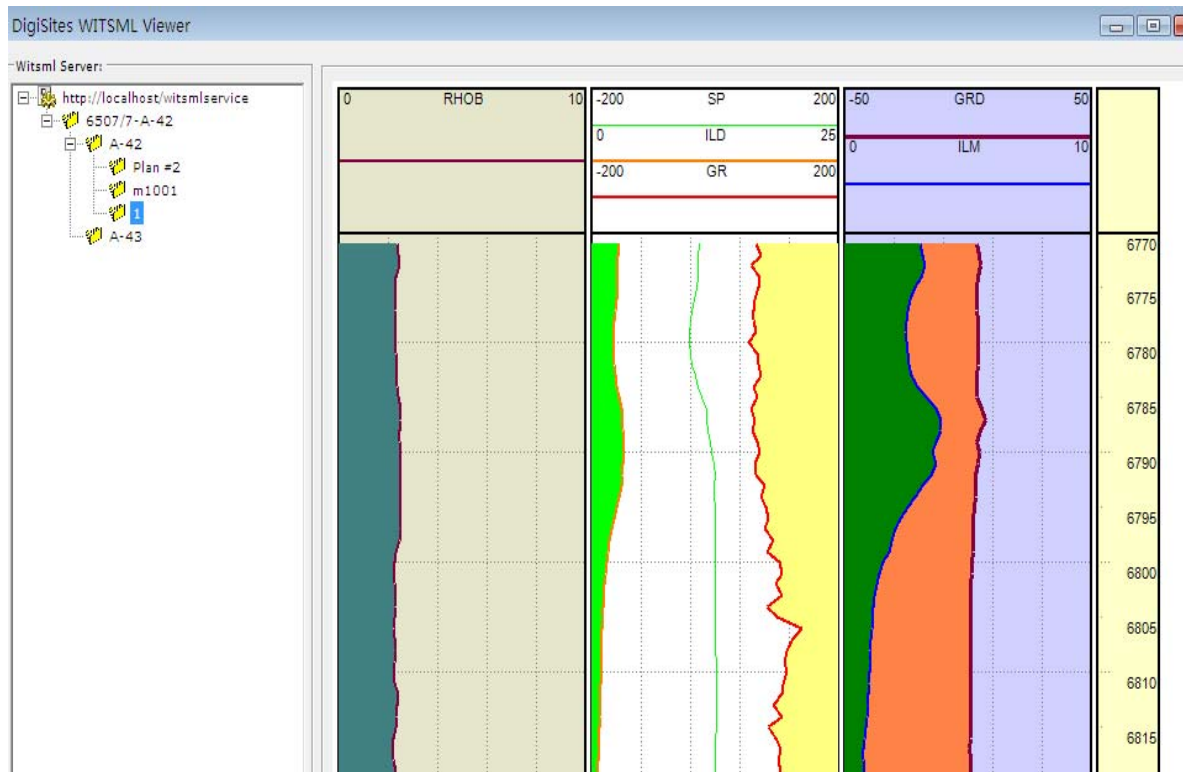 DigiSites WITSML Viewer
Witsml Server:
http://localhost/witsmlservice
6507/7-A-42
A-42
Plan #2
m1001
1
A-43
0 RHOB 10
-200 SP 200
0 ILD 25
-200 GR 200
-50 GRD 50
0 ILM 10
6770
6775
6780
6785
6790
6795
6800
6805
6810
6815